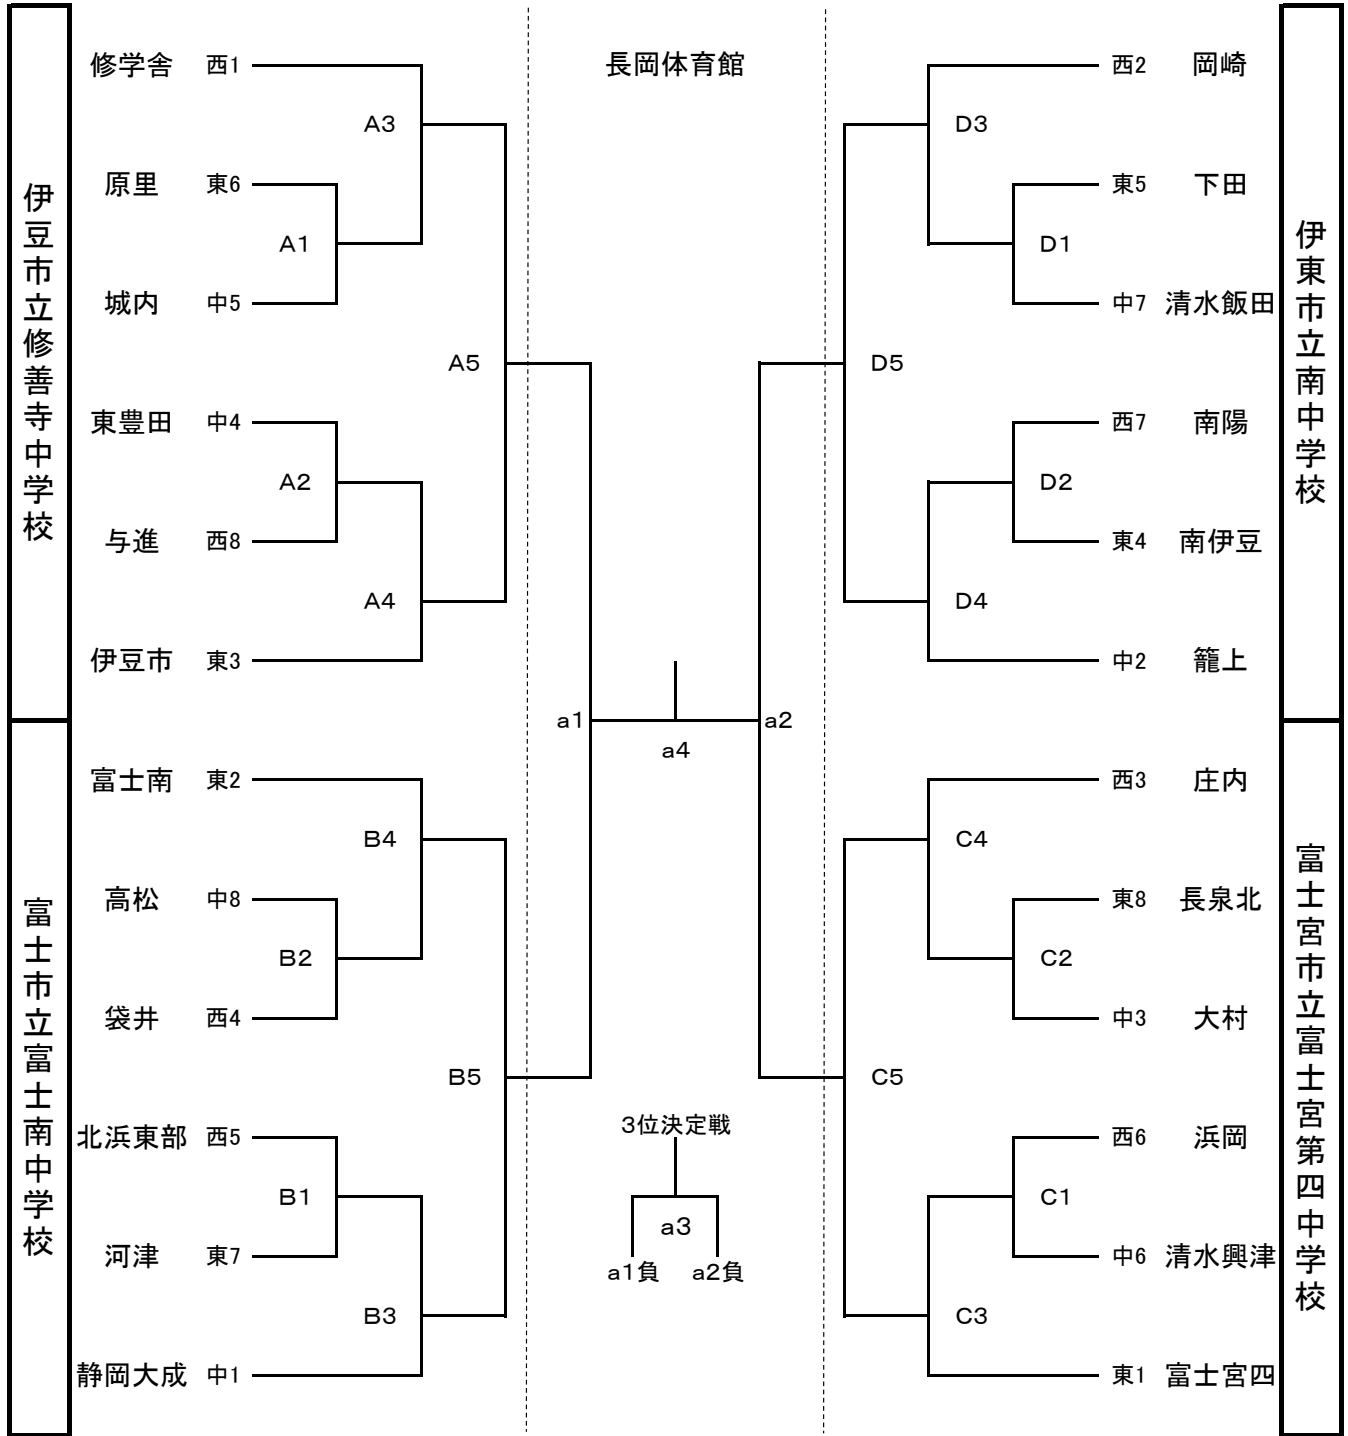 伊豆市立修善寺中学校
富士市立富士南中学校
修学舎 西1
A3
原里 東6
A1
城内 中5
A5
東豊田 中4
A2
与進 西8
A4
伊豆市 東3
富士南 東2
B4
高松 中8
B2
袋井 西4
B5
北浜東部 西5
B1
河津 東7
B3
静岡大成 中1
長岡体育館
a1
a4
a2
3位決定戦
a3
a1負 a2負
西2 岡崎
D3
東5 下田
D1
中7 清水飯田
D5
西7 南陽
D2
東4 南伊豆
D4
中2 籠上
西3 庄内
C4
東8 長泉北
C2
中3 大村
C5
西6 浜岡
C1
中6 清水興津
C3
東1 富士宮四
伊東市立南中学校
富士宮市立富士宮第四中学校